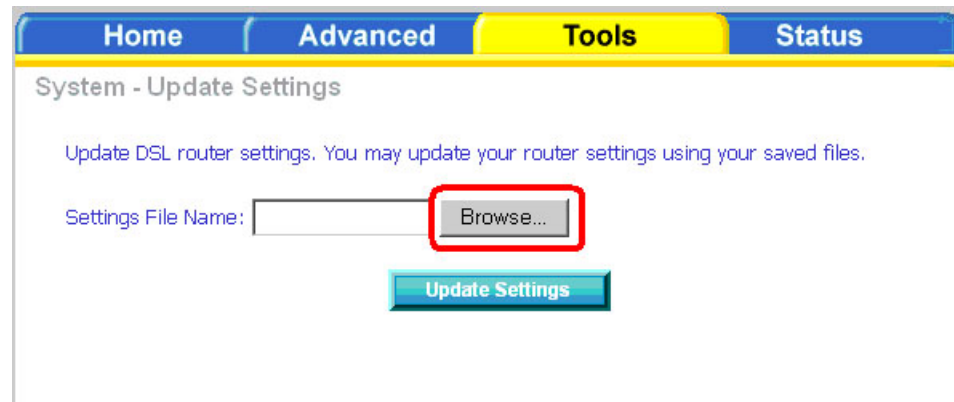 Home Advanced Tools Status
System - Update Settings
Update DSL router settings. You may update your router settings using your saved files.
Settings File Name: Browse...
Update Settings